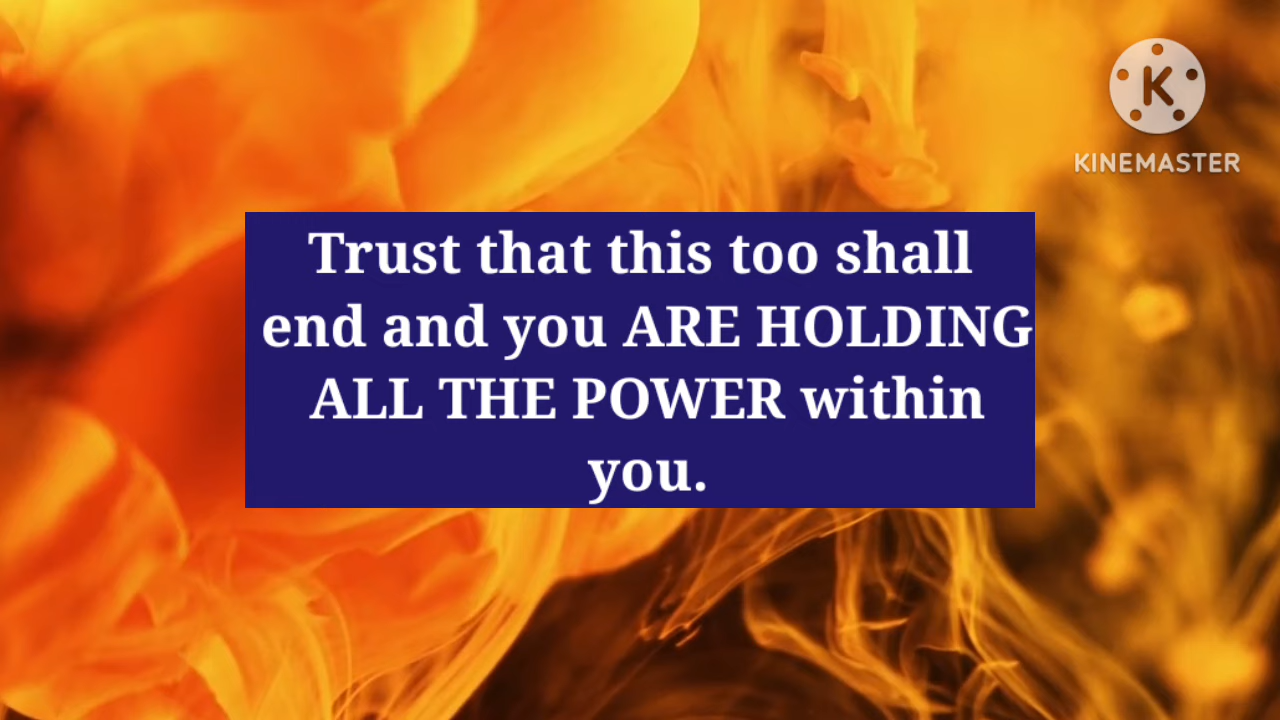 K
KINEMASTER
Trust that this too shall
end and you ARE HOLDING
ALL THE POWER within
you.